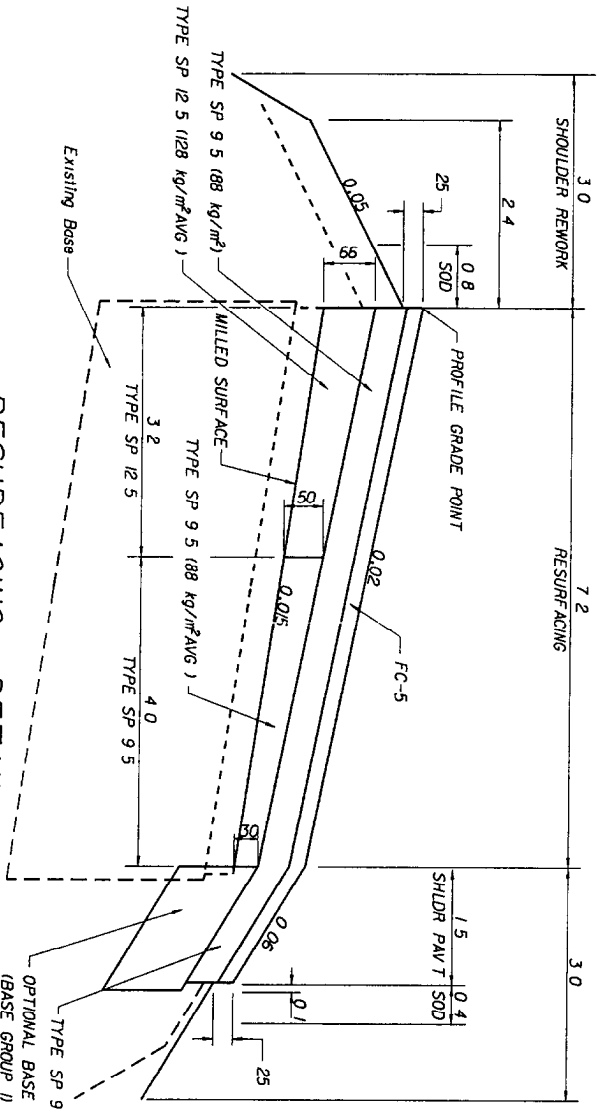 3 0
SHOULDER REWORK
7 2
RESURFACING
3 0
2 4
25
0 8
SOD
PROFILE GRADE POINT
0.05
66
TYPE SP 9 5 (88 kg/m²)
TYPE SP 12 5 (128 kg/m² AVG )
MILLED SURFACE
TYPE SP 9 5 (88 kg/m² AVG )
50
0.02
0.015
FC-5
30
1 5
SHLDR PAV'T
0 4
SOD
0.06
0 1
25
Existing Base
3 2
TYPE SP 12 5
4 0
TYPE SP 9 5
TYPE SP 9
OPTIONAL BASE
(BASE GROUP 1)